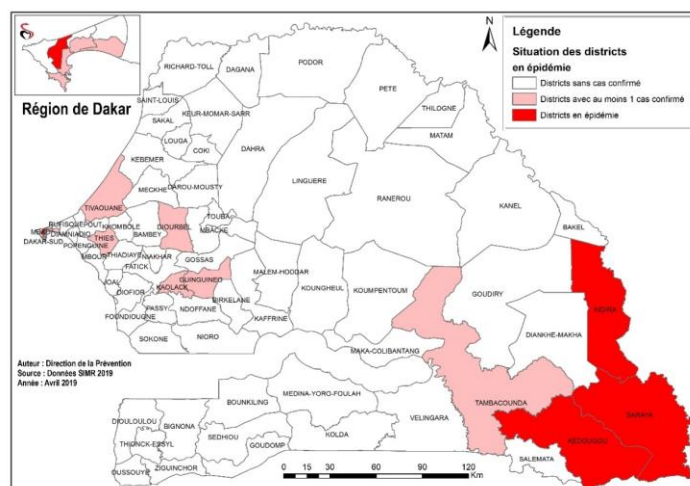 Région de Dakar
N
Légende
Situation des districts
en épidémie
Districts sans cas confirmé
Districts avec au moins 1 cas confirmé
Districts en épidémie
RICHARD-TOLL
DAGANA
PODOR
PETE
THILOGNE
MATAM
SAINT-LOUIS
SAKAL
KEUR-MOMAR-SARR
LOUGA
COKI
DAHRA
LINGUERE
RANEROU
KANEL
KEBEMER
MECKHE
DAROU-MOUSTY
TIVAOUANE
TOUBA
MBACKE
BAKEL
KHOMBOLE
BAMBEY
DIOURBEL
DIAMNIADIO
DAKAR-SUD
THIES
POPENGUINE
MBOUR
THIADIAYE
NIAKHAR
GOSSAS
FATICK
GUINGUINEO
KAOLACK
MALEM-HODDAR
KOUNGHEUL
KOUMPENTOUM
GOUDIRY
KIDIRA
DIANKHE-MAKHA
JOAL
DIOFIOR
PASSY
NDOFFANE
BIRKELANE
KAFFRINE
FOUNDIOUGNE
SOKONE
NIORO
MAKA-COLIBANTANG
TAMBACOUNDA
SARAYA
KEDOUGOU
SALEMATA
Auteur : Direction de la Prévention
Source : Données SIMR 2019
Année : Avril 2019
BOUNKILING
MEDINA-YORO-FOULAH
VELINGARA
DIOULOULOU
BIGNONA
SEDHIOU
GOUDOMP
KOLDA
THIONCK-ESSYL
ZIGUINCHOR
OUSSOUYE
0 15 30 60 90 120
Km